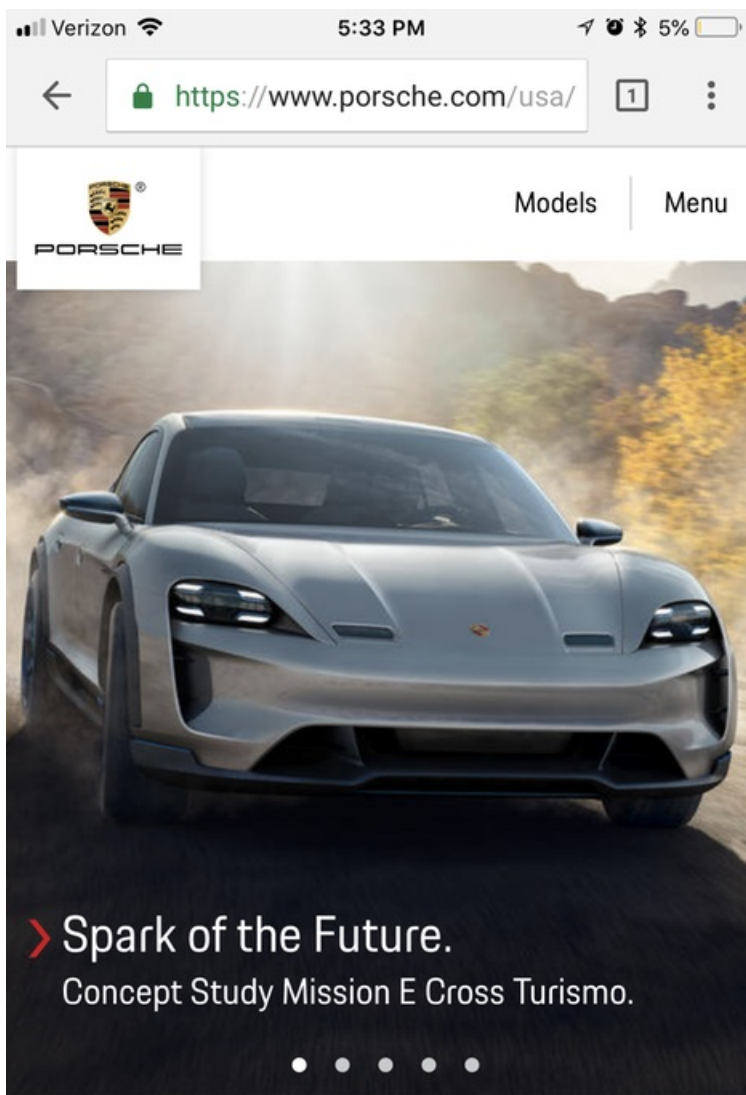 Verizon 5:33 PM 5%
https://www.porsche.com/usa/ 1
PORSCHE
®
PORSCHE
Models Menu
Spark of the Future.
Concept Study Mission E Cross Turismo.